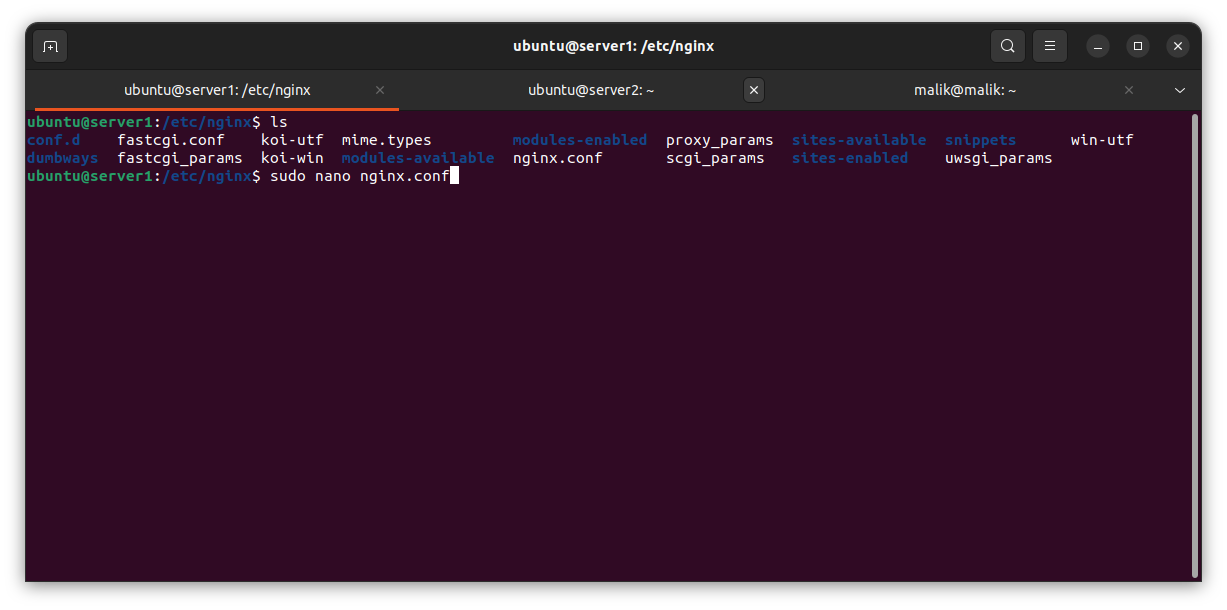 ubuntu@server1: /etc/nginx
ubuntu@server1: /etc/nginx ubuntu@server2: ~ malik@malik: ~
ubuntu@server1:/etc/nginx$ ls
conf.d    fastcgi.conf    koi-utf  mime.types         modules-enabled  proxy_params  sites-available  snippets      win-utf
dumbways  fastcgi_params  koi-win  modules-available  nginx.conf       scgi_params   sites-enabled    uwsgi_params
ubuntu@server1:/etc/nginx$ sudo nano nginx.conf